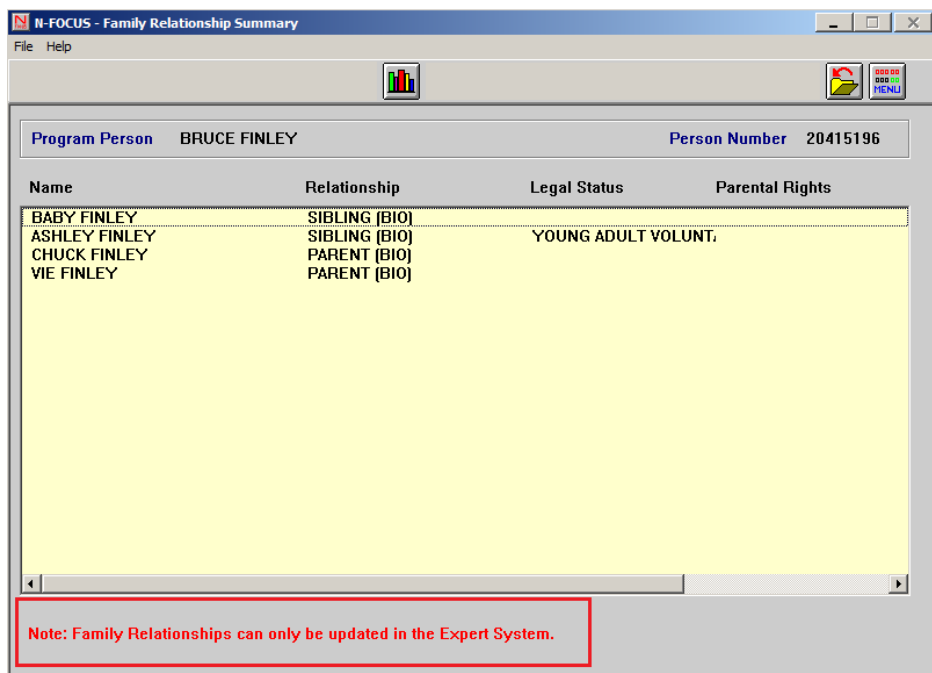 N-FOCUS - Family Relationship Summary
File Help
MENU
Program Person BRUCE FINLEY Person Number 20415196
Name Relationship Legal Status Parental Rights
BABY FINLEY SIBLING (BIO)
ASHLEY FINLEY SIBLING (BIO) YOUNG ADULT VOLUNT
CHUCK FINLEY PARENT (BIO)
VIE FINLEY PARENT (BIO)
Note: Family Relationships can only be updated in the Expert System.